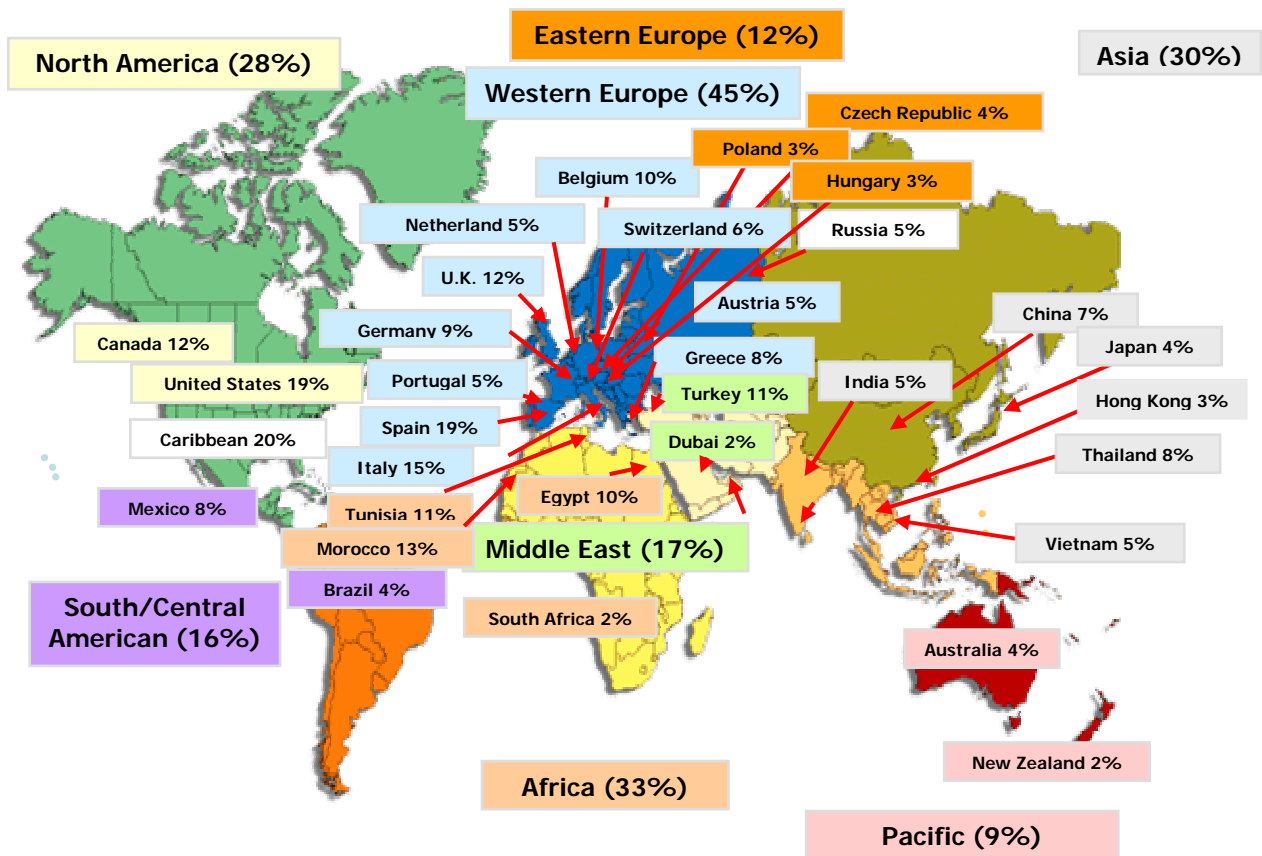 Eastern Europe (12%)
North America (28%)
Asia (30%)
Western Europe (45%)
Czech Republic 4%
Poland 3%
Belgium 10%
Hungary 3%
Netherland 5%
Switzerland 6%
Russia 5%
U.K. 12%
Austria 5%
China 7%
Germany 9%
Canada 12%
Japan 4%
Greece 8%
United States 19%
Portugal 5%
India 5%
Turkey 11%
Hong Kong 3%
Spain 19%
Caribbean 20%
Dubai 2%
Thailand 8%
Italy 15%
Egypt 10%
Mexico 8%
Tunisia 11%
Morocco 13%
Middle East (17%)
Vietnam 5%
Brazil 4%
South/Central
American (16%)
South Africa 2%
Australia 4%
New Zealand 2%
Africa (33%)
Pacific (9%)